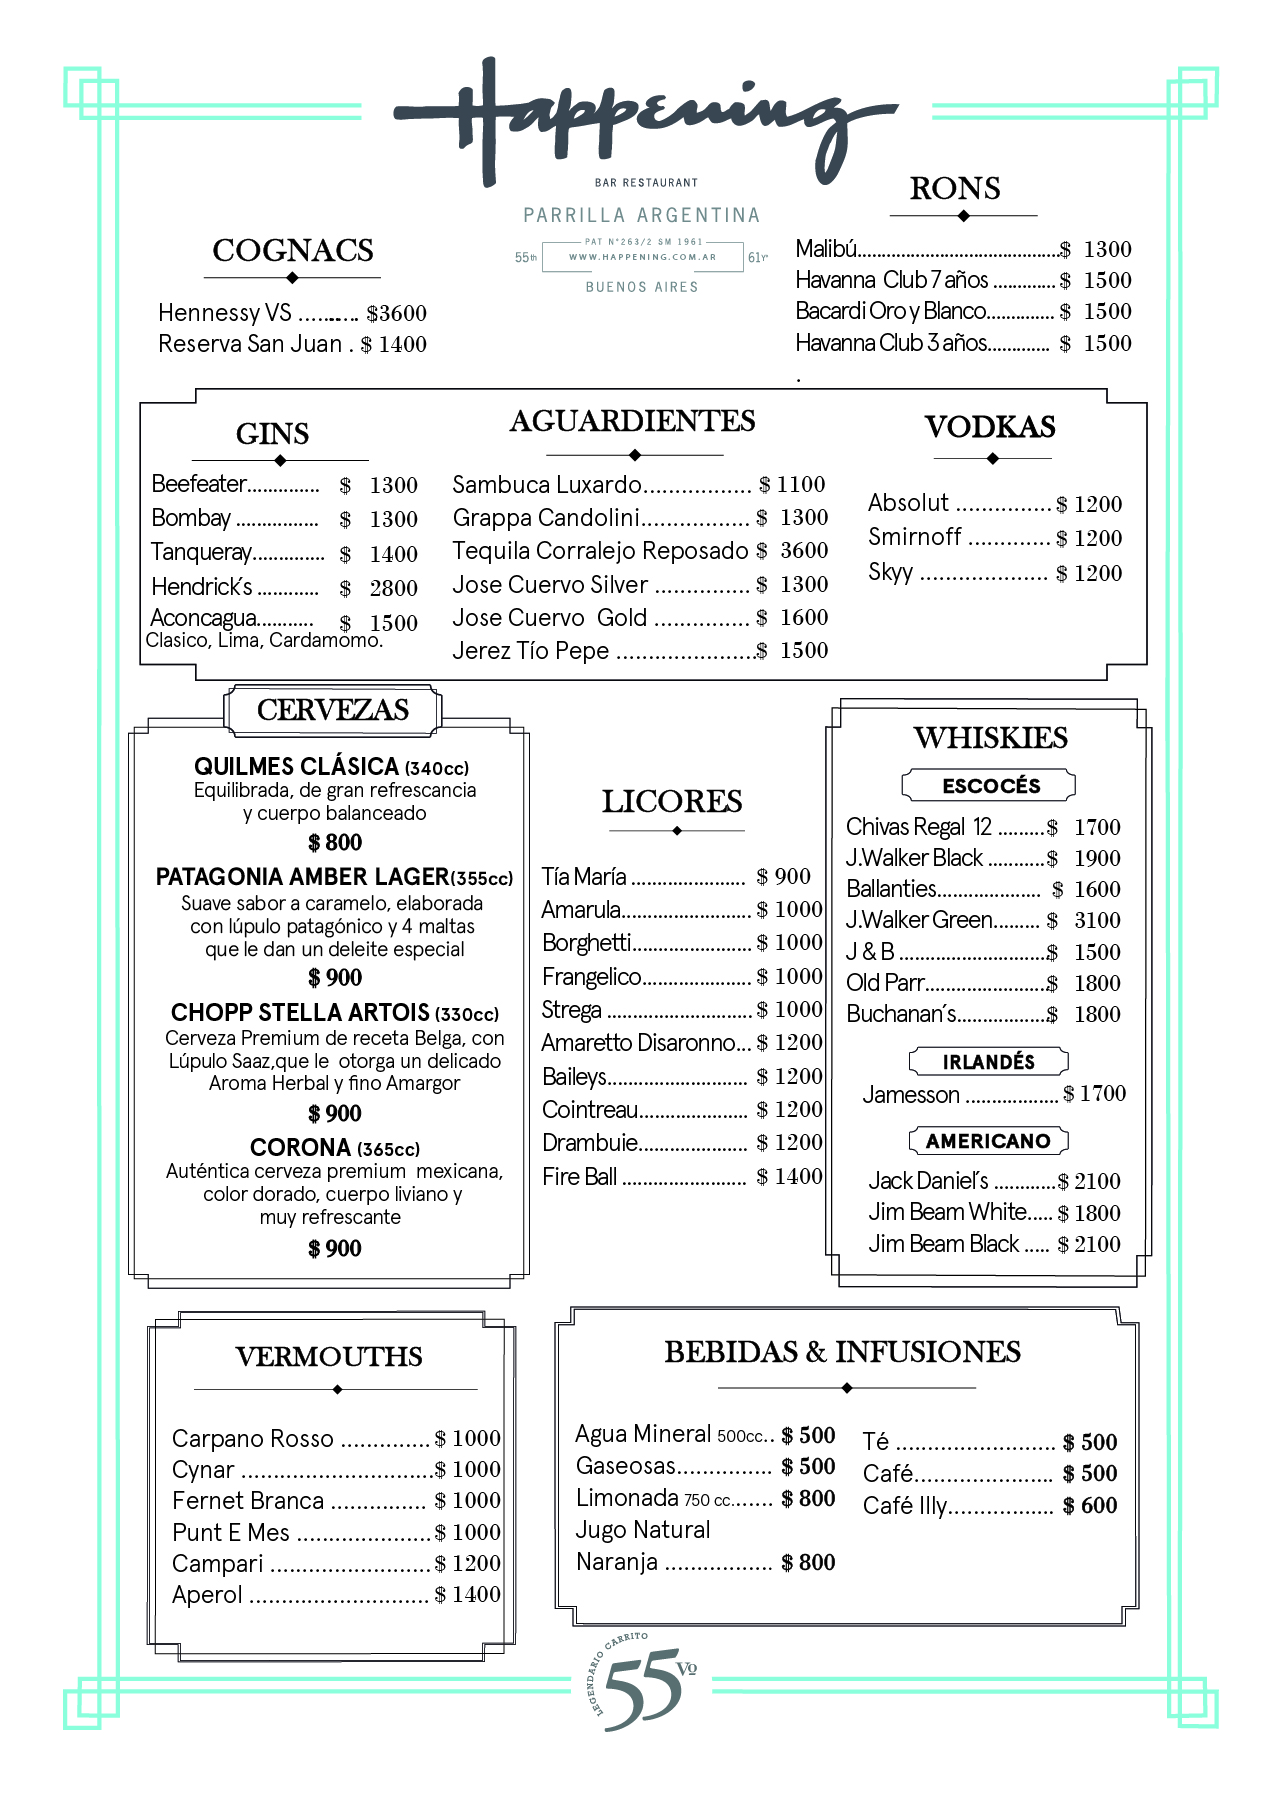 Happening
BAR RESTAURANT
PARRILLA ARGENTINA
PAT N°263/2 SM 1961
55th WWW.HAPPENING.COM.AR 61Yº
BUENOS AIRES
COGNACS
Hennessy VS ......... $3600
Reserva San Juan . $ 1400
RONS
Malibú............................................$ 1300
Havanna Club 7 años .............$ 1500
Bacardi Oro y Blanco.............. $ 1500
Havanna Club 3 años............. $ 1500
.
GINS
Beefeater.............. $ 1300
Bombay ................ $ 1300
Tanqueray.............. $ 1400
Hendrick´s ............ $ 2800
Aconcagua........... $ 1500
Clasico, Lima, Cardamomo.
AGUARDIENTES
Sambuca Luxardo................. $ 1100
Grappa Candolini................. $ 1300
Tequila Corralejo Reposado $ 3600
Jose Cuervo Silver ............... $ 1300
Jose Cuervo Gold ............... $ 1600
Jerez Tío Pepe ......................$ 1500
VODKAS
Absolut ...............$ 1200
Smirnoff .............$ 1200
Skyy .................... $ 1200
CERVEZAS
QUILMES CLÁSICA (340cc)
Equilibrada, de gran refrescancia
y cuerpo balanceado
$ 800
PATAGONIA AMBER LAGER(355cc)
Suave sabor a caramelo, elaborada
con lúpulo patagónico y 4 maltas
que le dan un deleite especial
$ 900
CHOPP STELLA ARTOIS (330cc)
Cerveza Premium de receta Belga, con
Lúpulo Saaz,que le otorga un delicado
Aroma Herbal y fino Amargor
$ 900
CORONA (365cc)
Auténtica cerveza premium mexicana,
color dorado, cuerpo liviano y
muy refrescante
$ 900
LICORES
Tía María ...................... $ 900
Amarula......................... $ 1000
Borghetti....................... $ 1000
Frangelico..................... $ 1000
Strega ............................ $ 1000
Amaretto Disaronno... $ 1200
Baileys........................... $ 1200
Cointreau..................... $ 1200
Drambuie..................... $ 1200
Fire Ball ........................ $ 1400
WHISKIES
ESCOCÉS
Chivas Regal 12 .........$ 1700
J.Walker Black ...........$ 1900
Ballanties.................... $ 1600
J.Walker Green......... $ 3100
J & B .............................$ 1500
Old Parr........................$ 1800
Buchanan´s..................$ 1800
IRLANDÉS
Jamesson ..................$ 1700
AMERICANO
Jack Daniel´s ............$ 2100
Jim Beam White..... $ 1800
Jim Beam Black ..... $ 2100
VERMOUTHS
Carpano Rosso ..............$ 1000
Cynar ..............................$ 1000
Fernet Branca ............... $ 1000
Punt E Mes .....................$ 1000
Campari .........................$ 1200
Aperol ............................ $ 1400
BEBIDAS & INFUSIONES
Agua Mineral 500cc.. $ 500
Gaseosas............... $ 500
Limonada 750 cc....... $ 800
Jugo Natural
Naranja ................. $ 800
Té ......................... $ 500
Café...................... $ 500
Café Illy................. $ 600
LEGENDARIO CARRITO
55 Vº